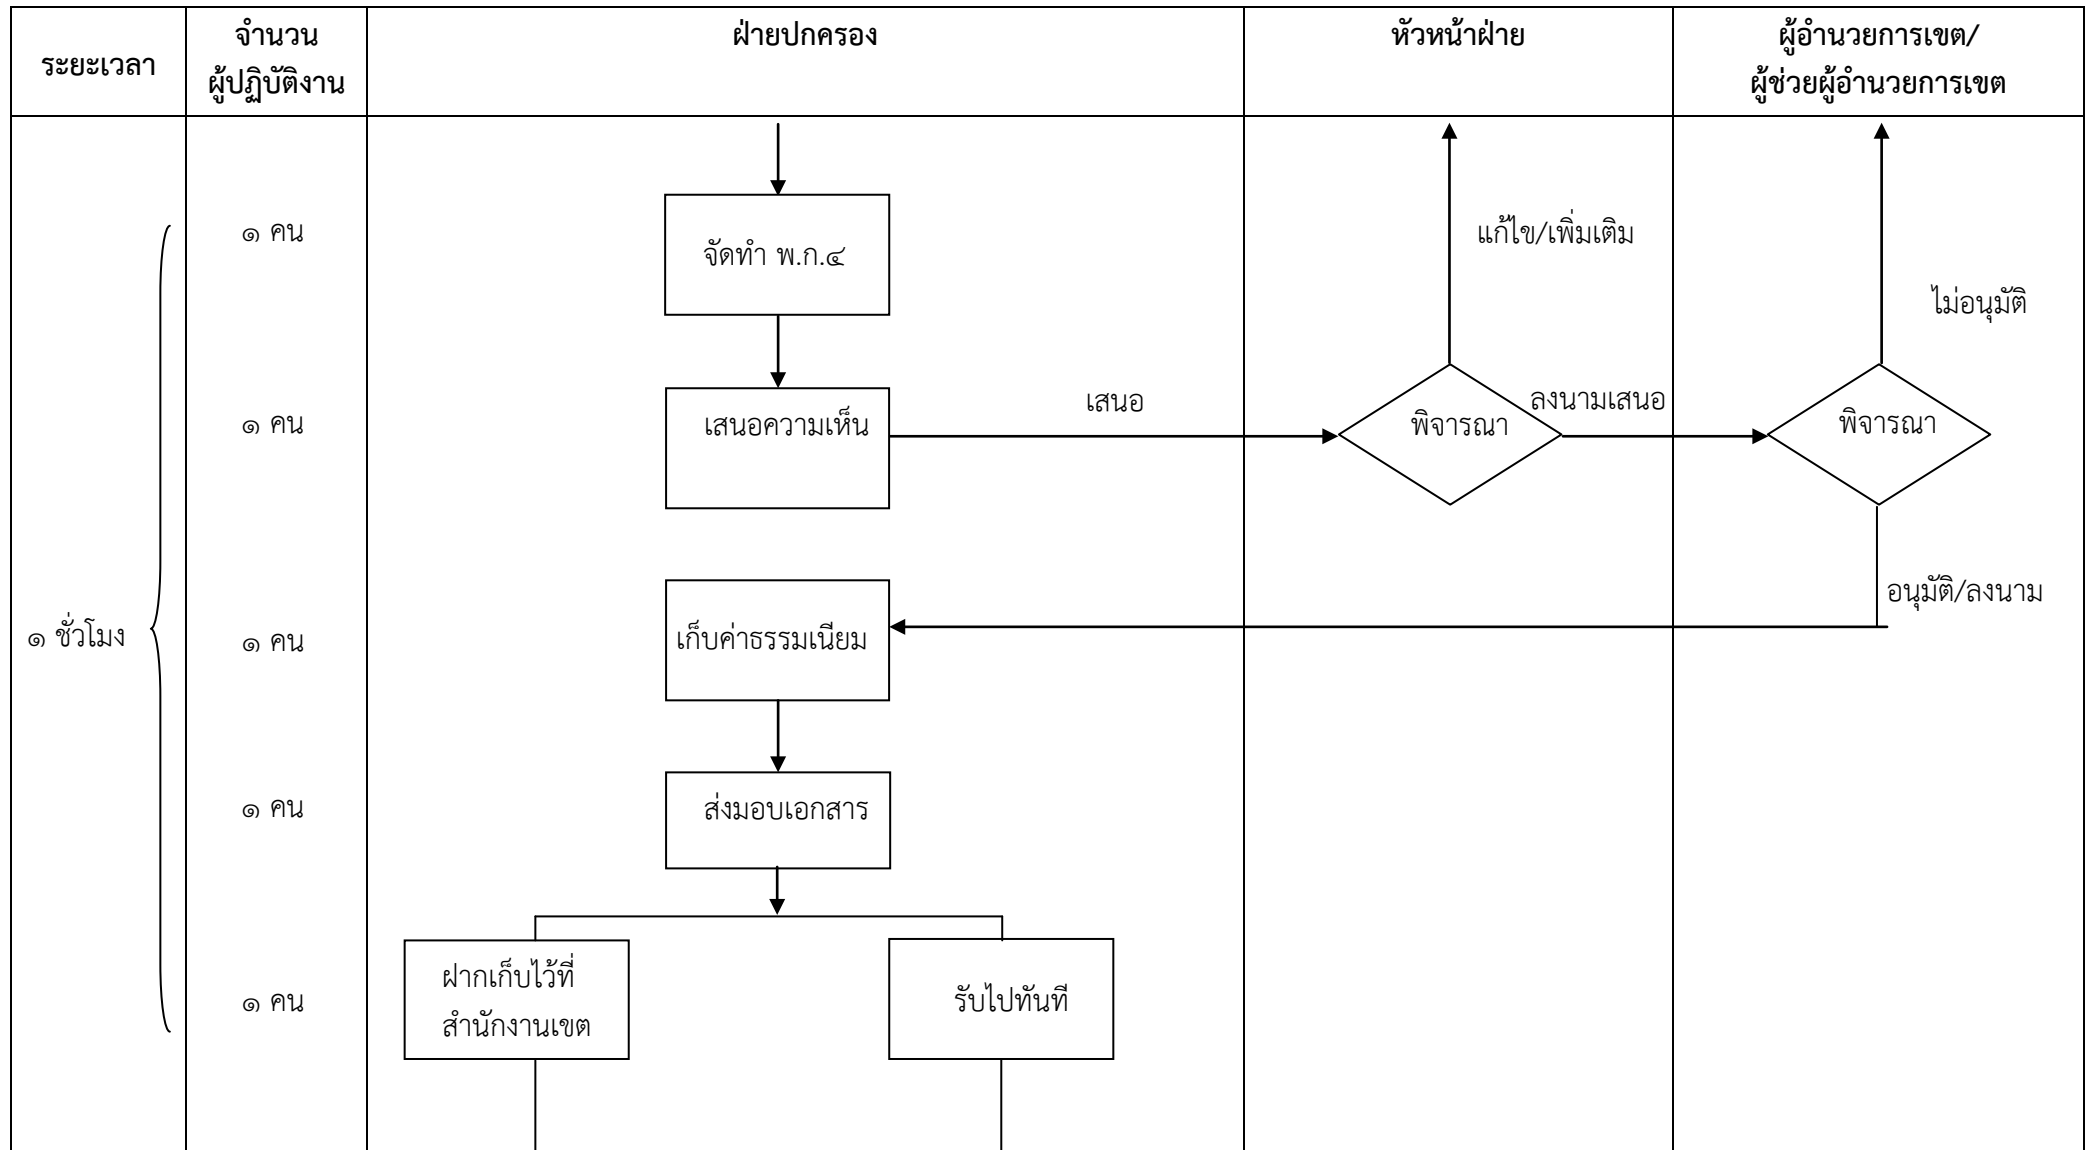 ระยะเวลา
จำนวน
ผู้ปฏิบัติงาน
ฝ่ายปกครอง
หัวหน้าฝ่าย
ผู้อำนวยการเขต/
ผู้ช่วยผู้อำนวยการเขต
๑ คน
จัดทำ พ.ก.๔
แก้ไข/เพิ่มเติม
ไม่อนุมัติ
๑ คน
เสนอความเห็น
เสนอ
พิจารณา
ลงนามเสนอ
พิจารณา
อนุมัติ/ลงนาม
๑ ชั่วโมง
๑ คน
เก็บค่าธรรมเนียม
๑ คน
ส่งมอบเอกสาร
๑ คน
ฝากเก็บไว้ที่
สำนักงานเขต
รับไปทันที